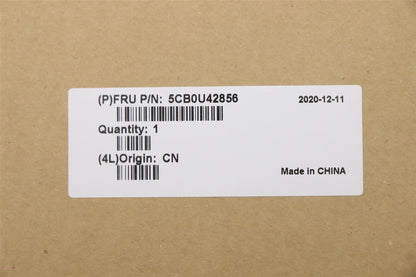 (P)FRU P/N: 5CB0U42856 2020-12-11
Quantity: 1
(4L)Origin: CN
Made in CHINA